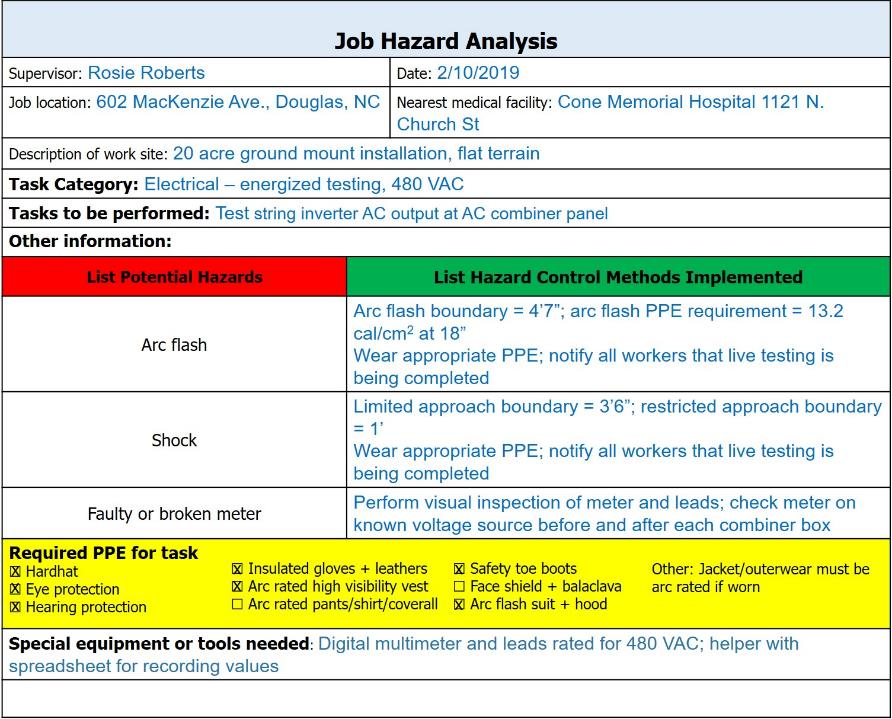 Job Hazard Analysis
Supervisor: Rosie Roberts
Date: 2/10/2019
Job location: 602 MacKenzie Ave., Douglas, NC
Nearest medical facility: Cone Memorial Hospital 1121 N.
Church St
Description of work site: 20 acre ground mount installation, flat terrain
Task Category: Electrical – energized testing, 480 VAC
Tasks to be performed: Test string inverter AC output at AC combiner panel
Other information:
List Potential Hazards
List Hazard Control Methods Implemented
Arc flash
Arc flash boundary = 4’7”; arc flash PPE requirement = 13.2
cal/cm² at 18”
Wear appropriate PPE; notify all workers that live testing is
being completed
Shock
Limited approach boundary = 3’6”; restricted approach boundary
= 1’
Wear appropriate PPE; notify all workers that live testing is
being completed
Faulty or broken meter
Perform visual inspection of meter and leads; check meter on
known voltage source before and after each combiner box
Required PPE for task
☒ Hardhat
☒ Eye protection
☒ Hearing protection
☒ Insulated gloves + leathers
☒ Arc rated high visibility vest
☐ Arc rated pants/shirt/coverall
☒ Safety toe boots
☐ Face shield + balaclava
☒ Arc flash suit + hood
Other: Jacket/outerwear must be
arc rated if worn
Special equipment or tools needed: Digital multimeter and leads rated for 480 VAC; helper with
spreadsheet for recording values